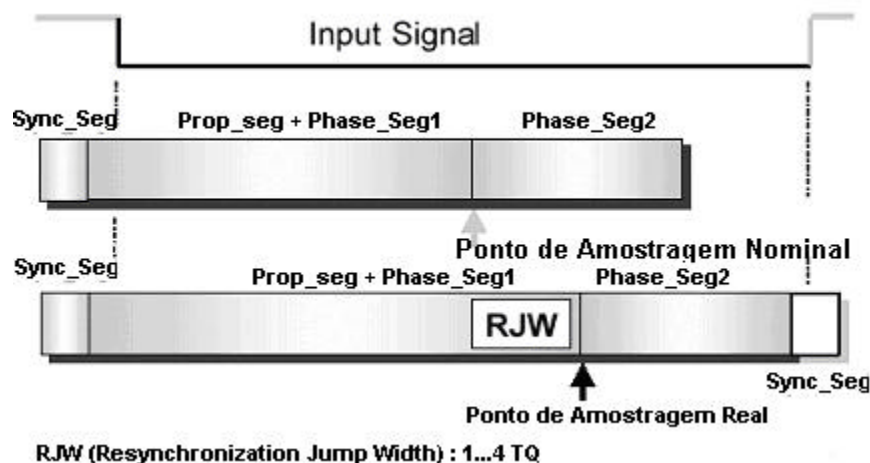 Input Signal
Sync_Seg Prop_seg + Phase_Seg1 Phase_Seg2
Ponto de Amostragem Nominal
Sync_Seg Prop_seg + Phase_Seg1 Phase_Seg2
RJW
Sync_Seg
Ponto de Amostragem Real
RJW (Resynchronization Jump Width) : 1...4 TQ